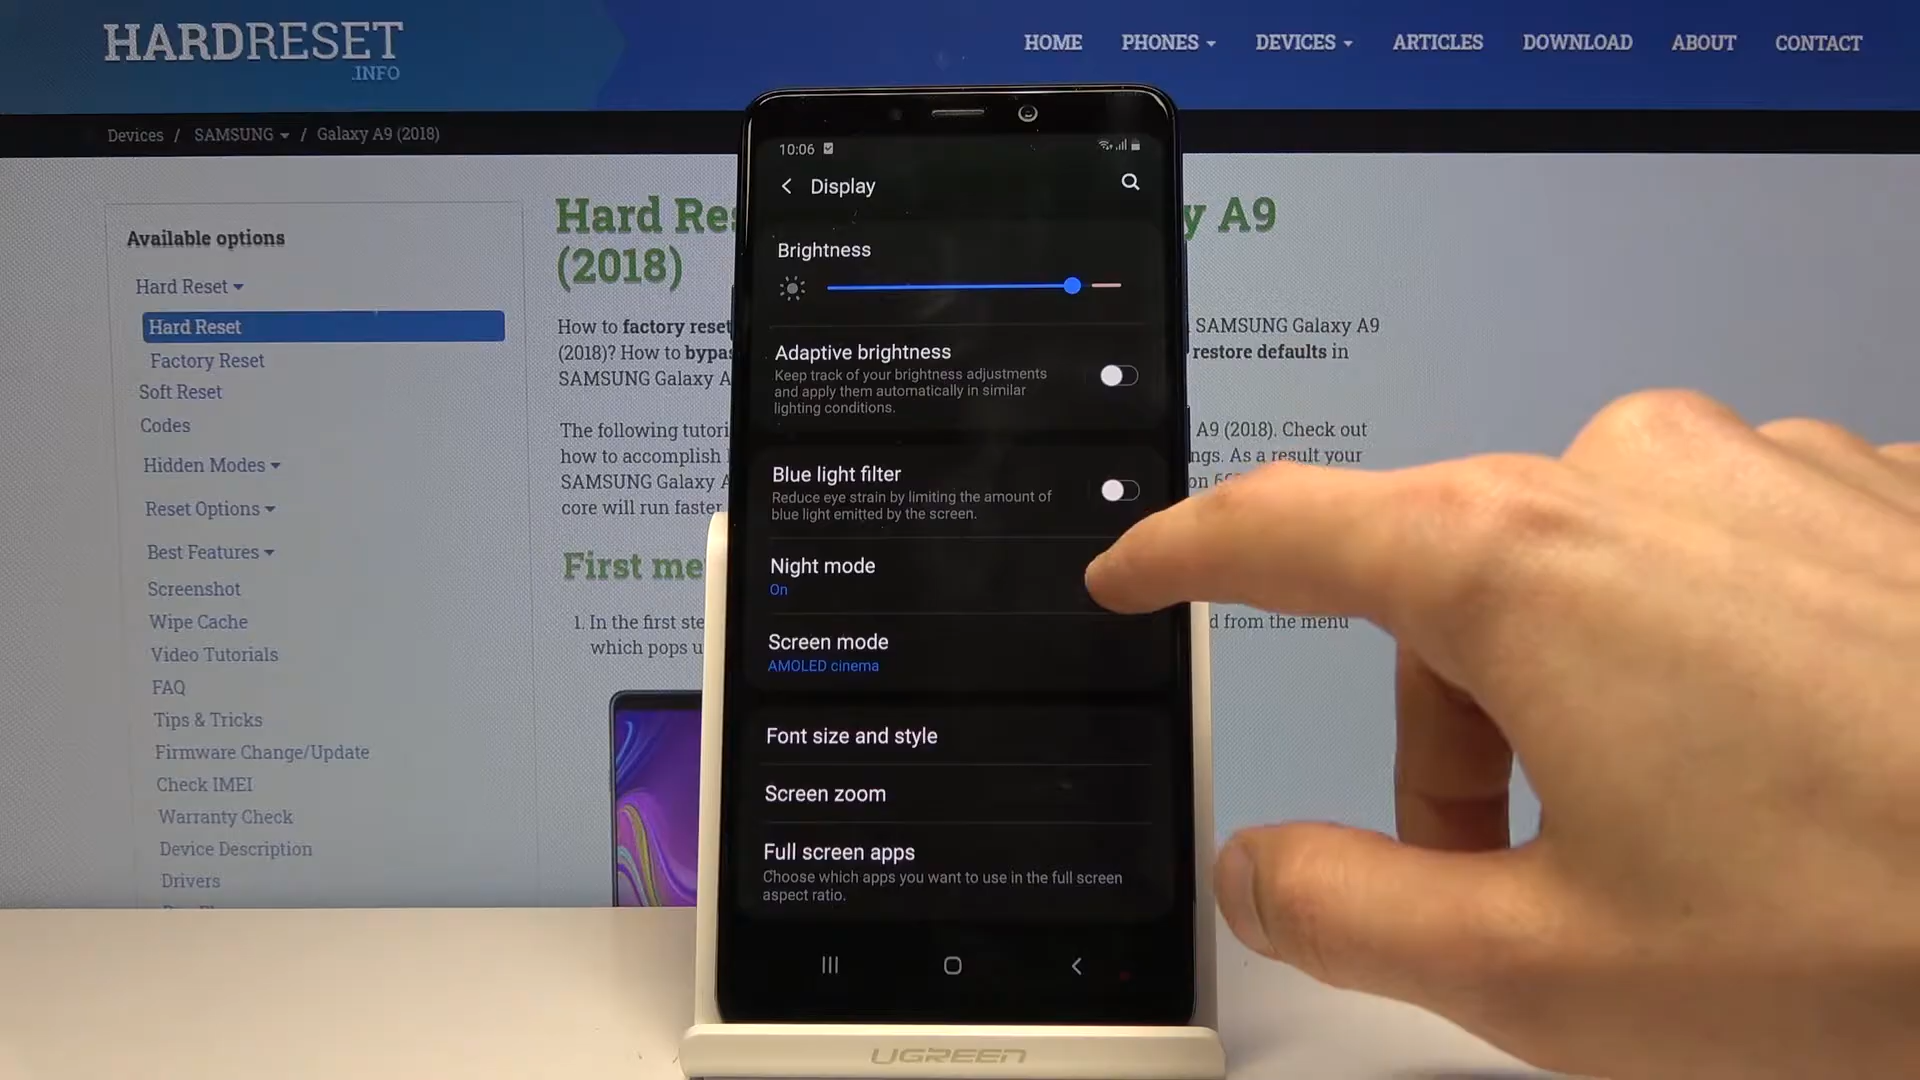 HARDRESET
.INFO
HOME PHONES DEVICES ARTICLES DOWNLOAD ABOUT CONTACT
Devices / SAMSUNG / Galaxy A9 (2018)
Available options
Hard Reset
Hard Reset
Factory Reset
Soft Reset
Codes
Hidden Modes
Reset Options
Best Features
Screenshot
Wipe Cache
Video Tutorials
FAQ
Tips & Tricks
Firmware Change/Update
Check IMEI
Warranty Check
Device Description
Drivers
Hard Res
y A9
(2018)
How to factory reset
SAMSUNG Galaxy A9
(2018)? How to bypas
restore defaults in
SAMSUNG Galaxy A
The following tutori
A9 (2018). Check out
how to accomplish
ngs. As a result your
SAMSUNG Galaxy A
on
core will run faster
First me
1. In the first ste
d from the menu
which pops u
10:06
Display
Brightness
Adaptive brightness
Keep track of your brightness adjustments
and apply them automatically in similar
lighting conditions.
Blue light filter
Reduce eye strain by limiting the amount of
blue light emitted by the screen.
Night mode
On
Screen mode
AMOLED cinema
Font size and style
Screen zoom
Full screen apps
Choose which apps you want to use in the full screen
aspect ratio.
UGREEN